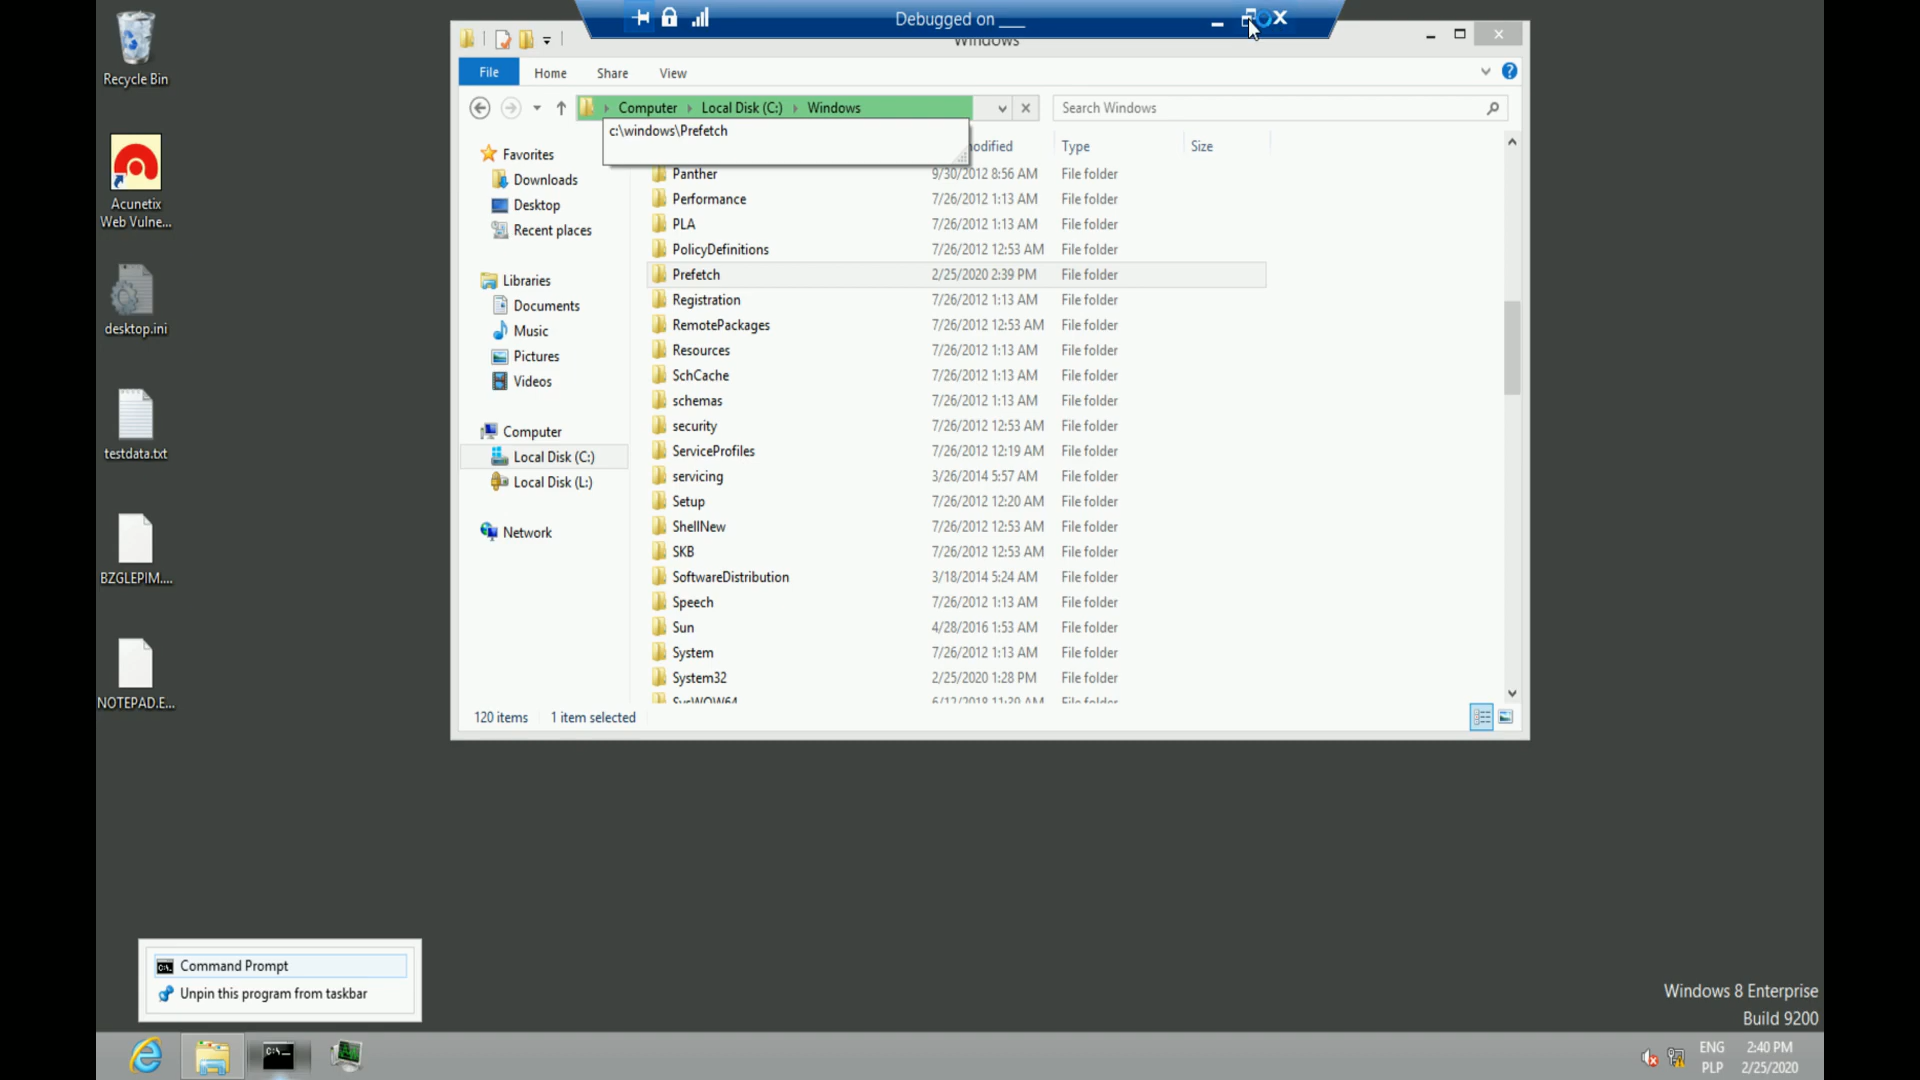 Debugged on ___
Recycle Bin
Acunetix
Web Vulne...
desktop.ini
testdata.txt
BZGLEPIM....
NOTEPAD.E...
Windows
File
Home
Share
View
Computer
Local Disk (C:)
Windows
Search Windows
c:\windows\Prefetch
Favorites
Downloads
Desktop
Recent places
Libraries
Documents
Music
Pictures
Videos
Computer
Local Disk (C:)
Local Disk (L:)
Network
Type
Size
Panther 9/30/2012 8:56 AM File folder
Performance 7/26/2012 1:13 AM File folder
PLA 7/26/2012 1:13 AM File folder
PolicyDefinitions 7/26/2012 12:53 AM File folder
Prefetch 2/25/2020 2:39 PM File folder
Registration 7/26/2012 1:13 AM File folder
RemotePackages 7/26/2012 12:53 AM File folder
Resources 7/26/2012 1:13 AM File folder
SchCache 7/26/2012 1:13 AM File folder
schemas 7/26/2012 1:13 AM File folder
security 7/26/2012 12:53 AM File folder
ServiceProfiles 7/26/2012 12:19 AM File folder
servicing 3/26/2014 5:57 AM File folder
Setup 7/26/2012 12:20 AM File folder
ShellNew 7/26/2012 12:53 AM File folder
SKB 7/26/2012 12:53 AM File folder
SoftwareDistribution 3/18/2014 5:24 AM File folder
Speech 7/26/2012 1:13 AM File folder
Sun 4/28/2016 1:53 AM File folder
System 7/26/2012 1:13 AM File folder
System32 2/25/2020 1:28 PM File folder
SysWOW64 6/12/2018 11:39 AM File folder
120 items
1 item selected
Command Prompt
Unpin this program from taskbar
Windows 8 Enterprise
Build 9200
ENG
PLP
2:40 PM
2/25/2020